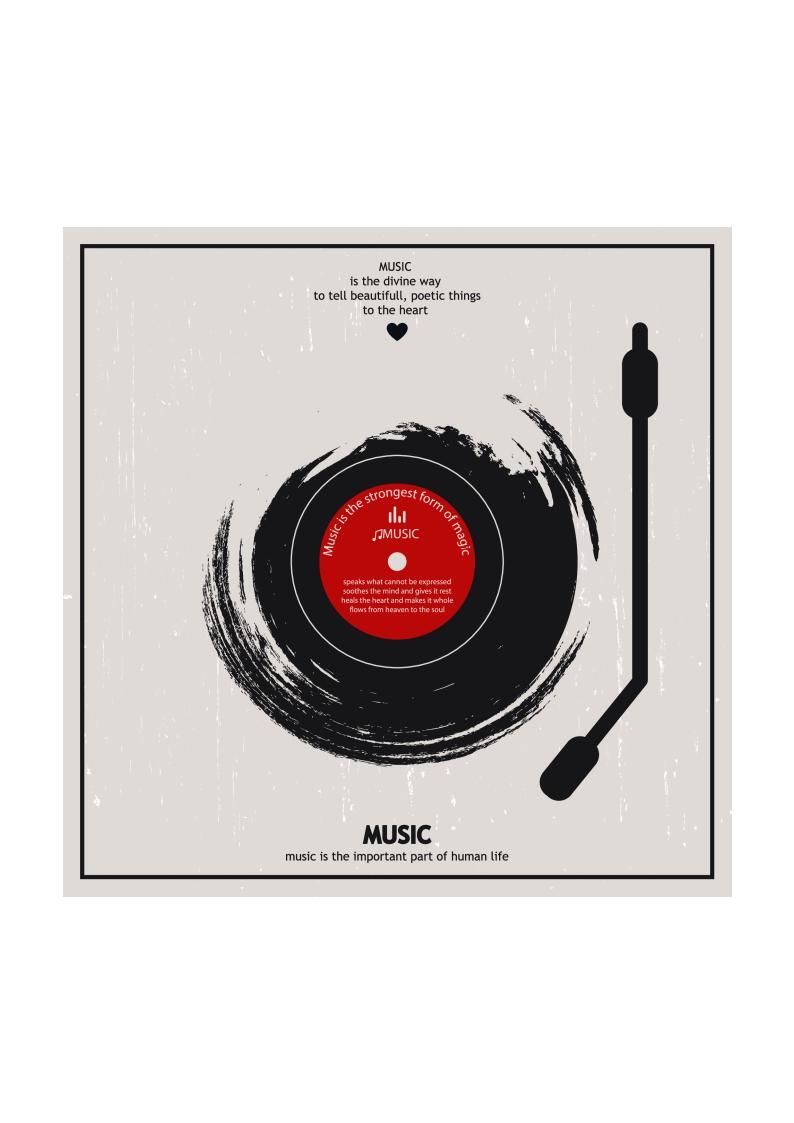 MUSIC
is the divine way
to tell beautifull, poetic things
to the heart
Music is the strongest form of magic
MUSIC
speaks what cannot be expressed
soothes the mind and gives it rest
heals the heart and makes it whole
flows from heaven to the soul
MUSIC
music is the important part of human life